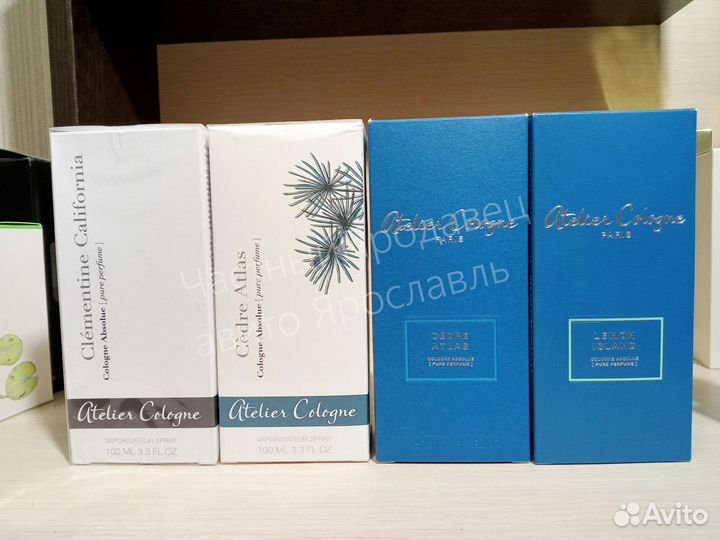 Clémentine California
Cologne Absolue [ pure perfume ]
Atelier Cologne
VAPORISATEUR SPRAY
100 ML 3.3 FL.OZ
Cèdre Atlas
Cologne Absolue [ pure perfume ]
Atelier Cologne
VAPORISATEUR SPRAY
100 ML 3.3 FL.OZ
Atelier Cologne
PARIS
CÈDRE
ATLAS
COLOGNE ABSOLUE
[ PURE PERFUME ]
Atelier Cologne
PARIS
LEMON
ISLAND
COLOGNE ABSOLUE
[ PURE PERFUME ]
Частный продавец
авито Ярославль
Avito